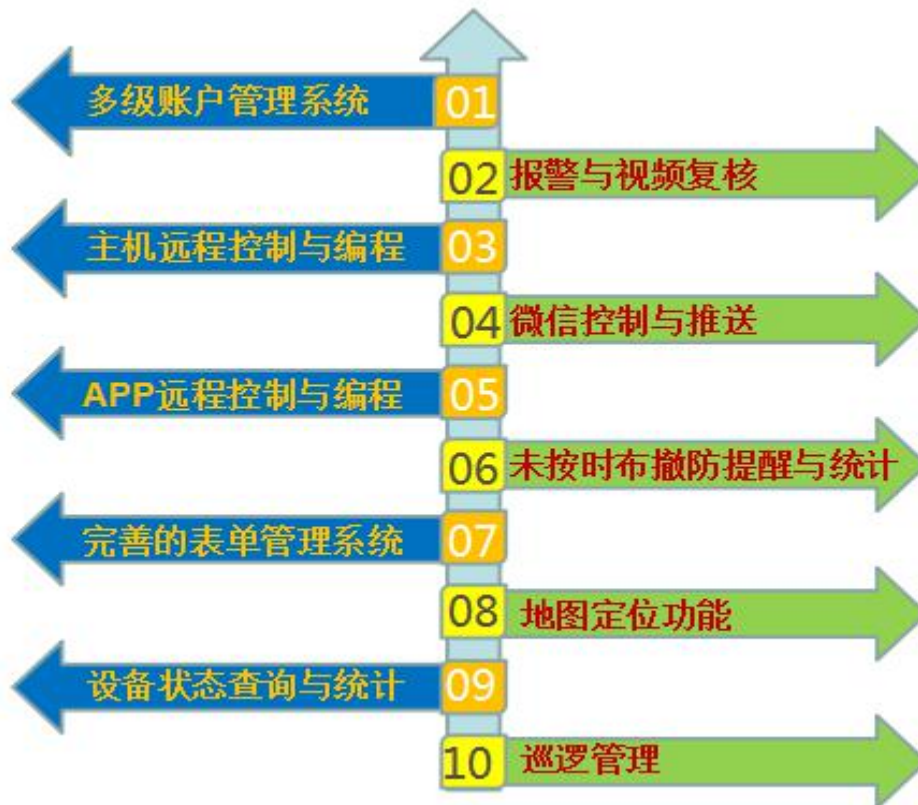 01 多级账户管理系统
02 报警与视频复核
03 主机远程控制与编程
04 微信控制与推送
05 APP远程控制与编程
06 未按时布撤防提醒与统计
07 完善的表单管理系统
08 地图定位功能
09 设备状态查询与统计
10 巡逻管理